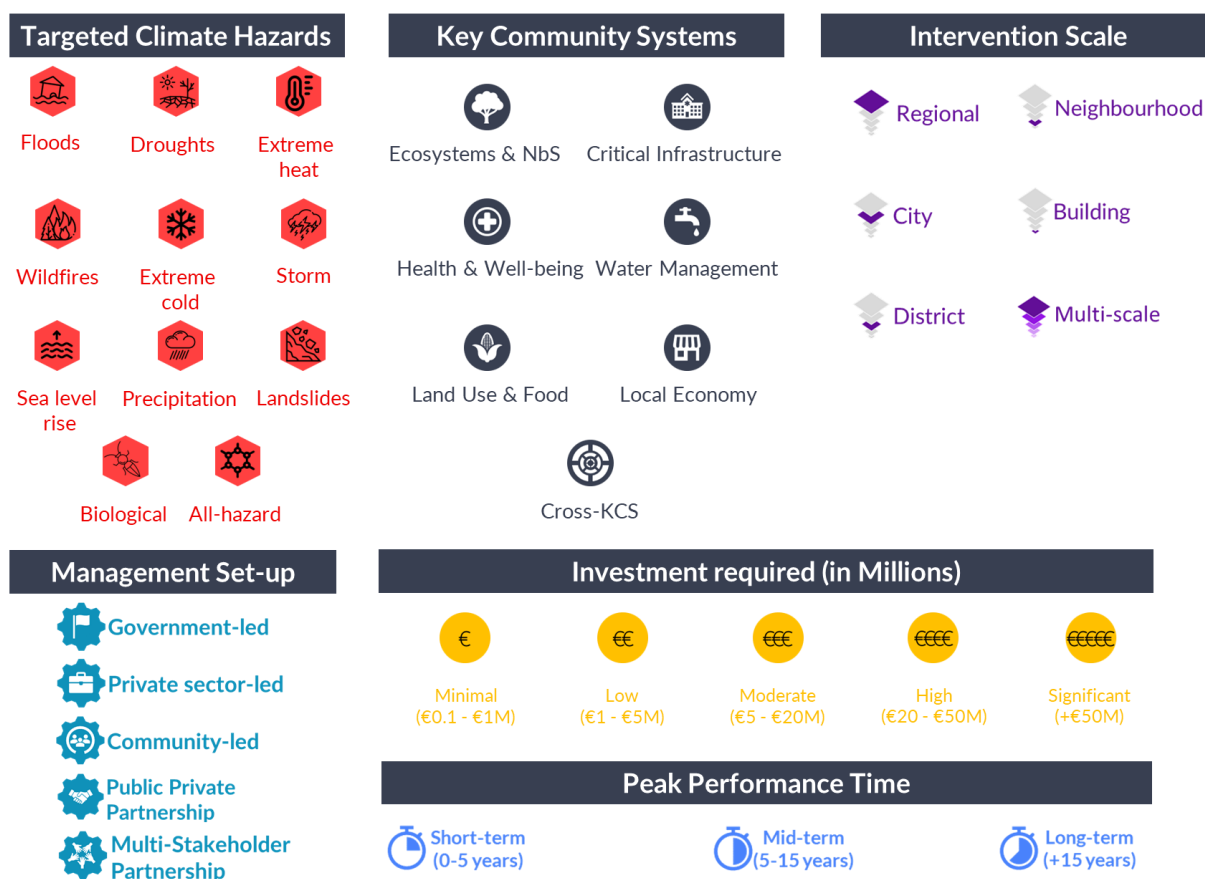 Targeted Climate Hazards
Floods
Droughts
Extreme
heat
Wildfires
Extreme
cold
Storm
Sea level
rise
Precipitation
Landslides
Biological
All-hazard
Key Community Systems
Ecosystems & NbS
Critical Infrastructure
Health & Well-being
Water Management
Land Use & Food
Local Economy
Cross-KCS
Intervention Scale
Regional
Neighbourhood
City
Building
District
Multi-scale
Management Set-up
Government-led
Private sector-led
Community-led
Public Private
Partnership
Multi-Stakeholder
Partnership
Investment required (in Millions)
€
€€
€€€
€€€€
€€€€€
Minimal
(€0.1 - €1M)
Low
(€1 - €5M)
Moderate
(€5 - €20M)
High
(€20 - €50M)
Significant
(+€50M)
Peak Performance Time
Short-term
(0-5 years)
Mid-term
(5-15 years)
Long-term
(+15 years)